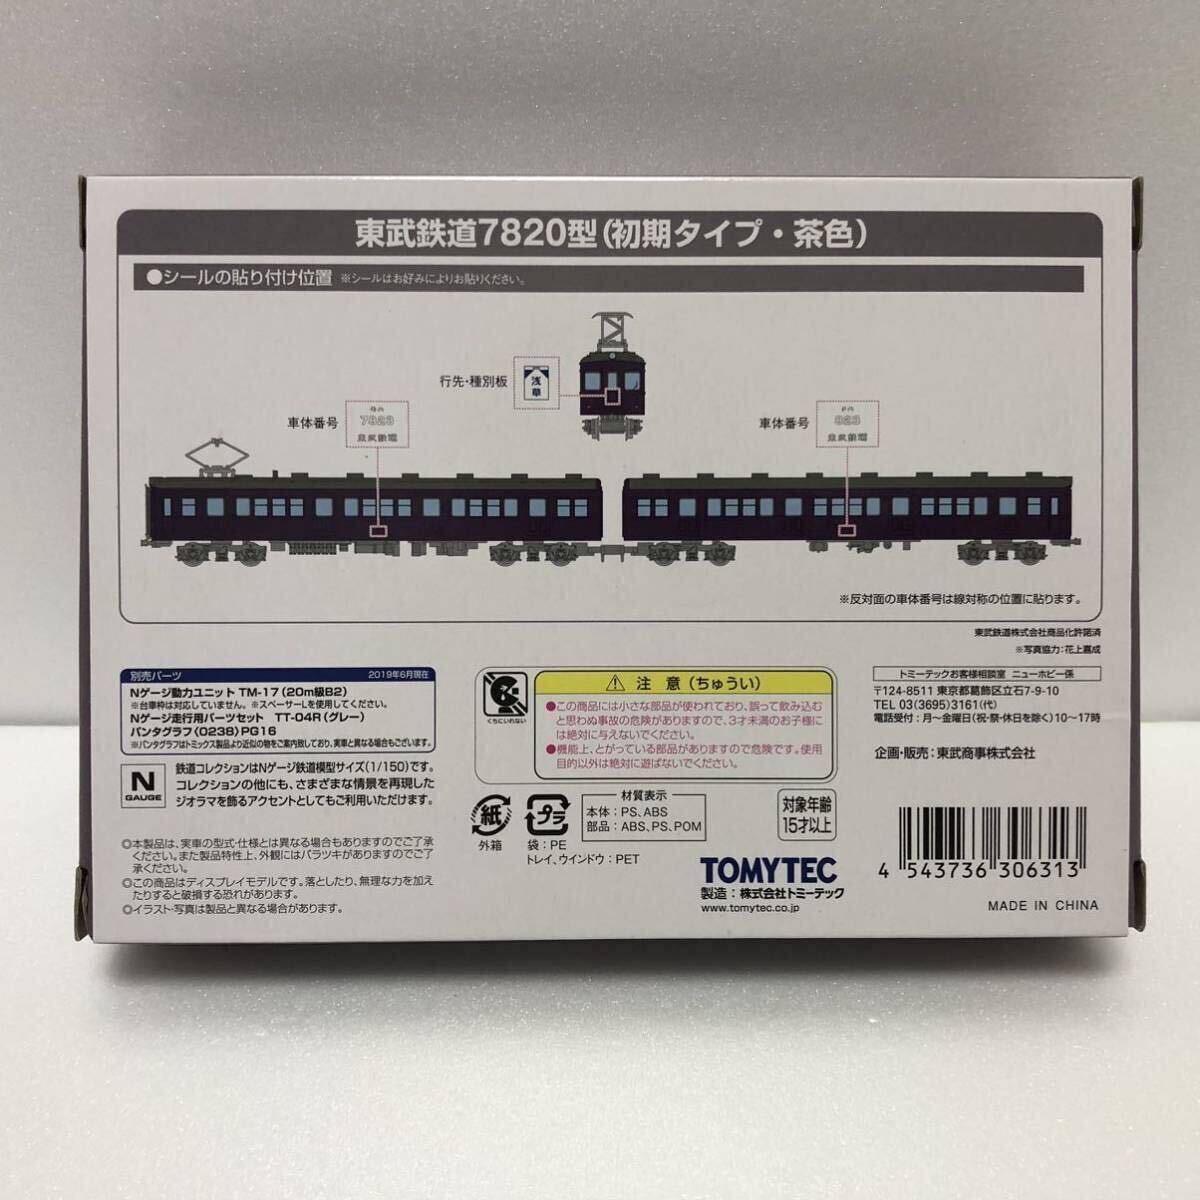 東武鉄道7820型(初期タイプ・茶色)
●シールの貼り付け位置 ※シールはお好みによりお貼りください。
行先・種別板
浅草
車体番号
7823
東武鉄道
車体番号
823
東武鉄道
※反対面の車体番号は線対称の位置に貼ります。
東武鉄道株式会社商品化許諾済
※写真協力:花上嘉成
別売パーツ 2019年6月現在
Nゲージ動力ユニット TM-17(20m級B2)
※台車枠は対応していません。※スペーサーLを使用してください。
Nゲージ走行用パーツセット TT-04R(グレー)
パンタグラフ(0238)PG16
※パンタグラフはトミックス製品より近似の物をご案内致しており、実車と異なる場合もございます。
N GAUGE
鉄道コレクションはNゲージ鉄道模型サイズ(1/150)です。
コレクションの他にも、さまざまな情景を再現した
ジオラマを飾るアクセントとしてもご利用いただけます。
◎本製品は、実車の型式・仕様とは異なる場合もありますのでご了承
ください。また製品特性上、外観にはバラツキがありますのでご了
承ください。
◎この商品はディスプレイモデルです。落としたり、無理な力を加え
たりすると破損する恐れがあります。
◎イラスト・写真は製品と異なる場合があります。
くちにいれない
注意(ちゅうい)
●この商品には小さな部品が使われており、誤って飲み込む
と思わぬ事故の危険がありますので、3才未満のお子様に
は絶対に与えないでください。
●機能上、とがっている部品がありますので危険です。使用
目的以外は絶対に遊ばないでください。
紙
外箱
プラ
袋:PE
トレイ、ウインドウ:PET
材質表示
本体:PS、ABS
部品:ABS、PS、POM
対象年齢
15才以上
TOMYTEC
製造:株式会社トミーテック
www.tomytec.co.jp
トミーテックお客様相談室 ニューホビー係
〒124-8511 東京都葛飾区立石7-9-10
TEL 03(3695)3161(代)
電話受付:月~金曜日(祝・祭・休日を除く)10~17時
企画・販売:東武商事株式会社
4 543736 306313
MADE IN CHINA